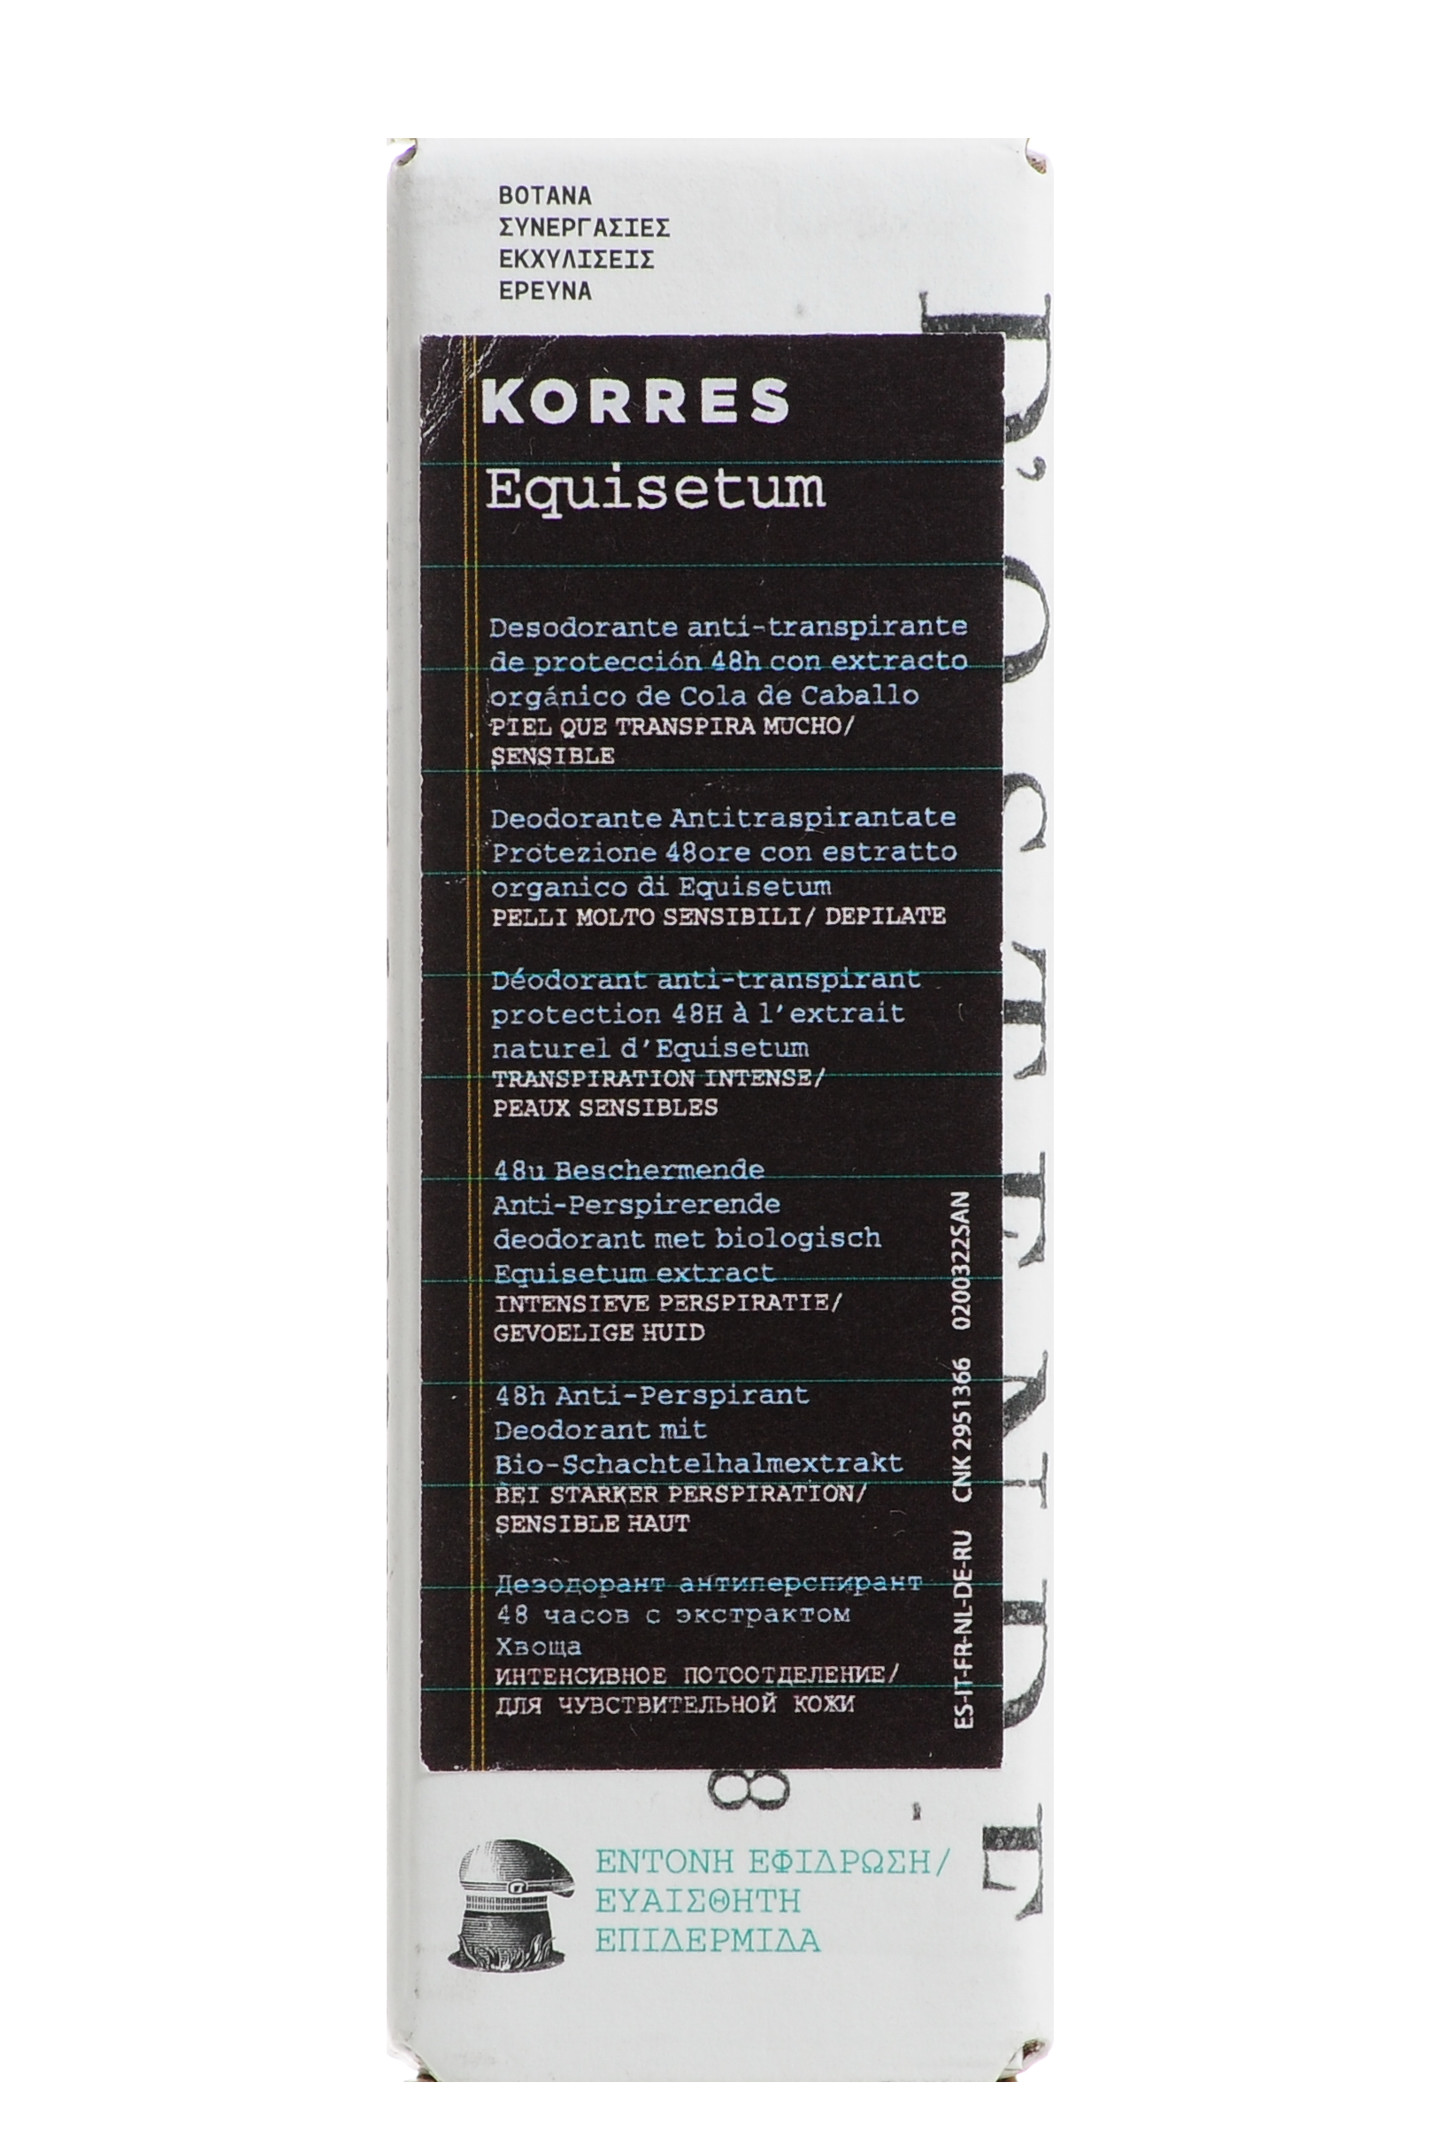 ΒΟΤΑΝΑ
ΣΥΝΕΡΓΑΣΙΕΣ
ΕΚΧΥΛΙΣΕΙΣ
ΕΡΕΥΝΑ
KORRES
Equisetum
Desodorante anti-transpirante
de protección 48h con extracto
orgánico de Cola de Caballo
PIEL QUE TRANSPIRA MUCHO/
SENSIBLE
Deodorante Antitraspirantate
Protezione 48ore con estratto
organico di Equisetum
PELLI MOLTO SENSIBILI/ DEPILATE
Déodorant anti-transpirant
protection 48H à l'extrait
naturel d'Equisetum
TRANSPIRATION INTENSE/
PEAUX SENSIBLES
48u Beschermende
Anti-Perspirerende
deodorant met biologisch
Equisetum extract
INTENSIEVE PERSPIRATIE/
GEVOELIGE HUID
48h Anti-Perspirant
Deodorant mit
Bio-Schachtelhalmextrakt
BEI STARKER PERSPIRATION/
SENSIBLE HAUT
Дезодорант антиперспирант
48 часов с экстрактом
Хвоща
ИНТЕНСИВНОЕ ПОТООТДЕЛЕНИЕ/
ДЛЯ ЧУВСТВИТЕЛЬНОЙ КОЖИ
ES-IT-FR-NL-DE-RU CNK 2951366 0200322SAN
8
ΕΝΤΟΝΗ ΕΦΙΔΡΩΣΗ/
ΕΥΑΙΣΘΗΤΗ
ΕΠΙΔΕΡΜΙΔΑ